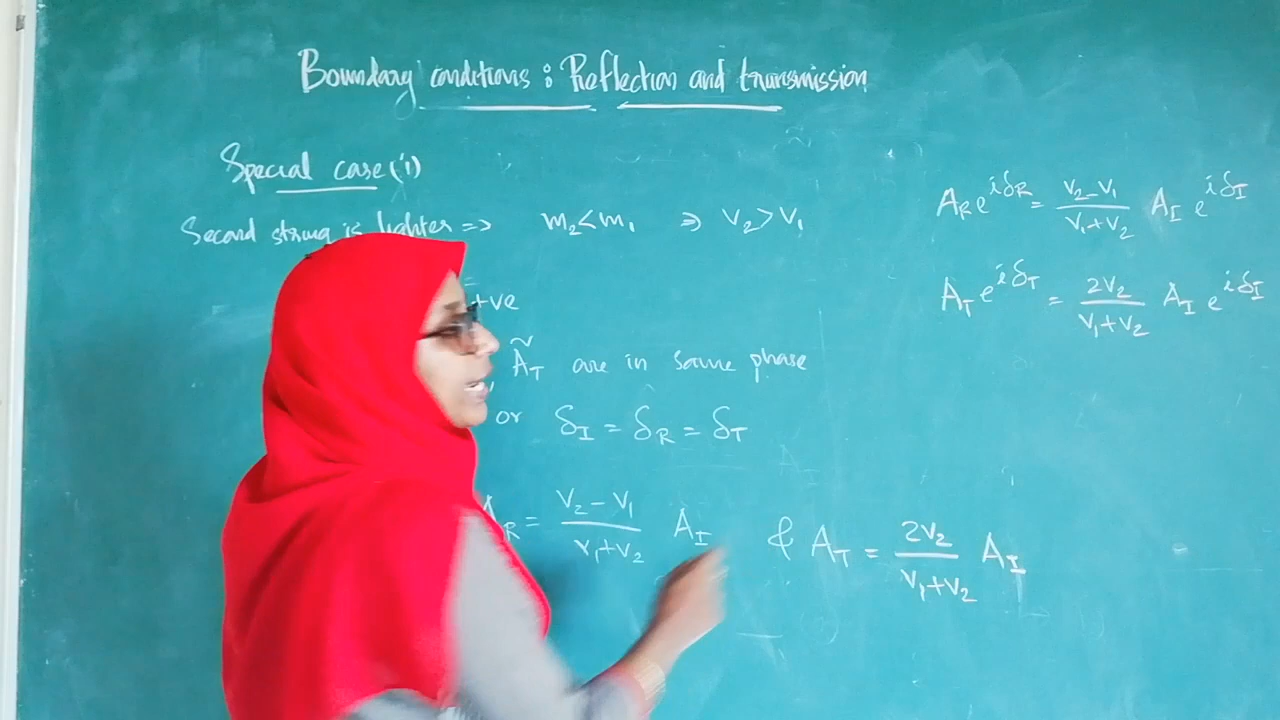 Boundary conditions : Reflection and transmission
Special case (i)
Second string is lighter => m₂<m₁ ⇒ v₂>v₁
+ve
Ã_T are in same phase
or δ_I = δ_R = δ_T
A_R = (v₂-v₁)/(v₁+v₂) A_I & A_T = 2v₂/(v₁+v₂) A_I
A_R e^{iδ_R} = (v₂-v₁)/(v₁+v₂) A_I e^{iδ_I}
A_T e^{iδ_T} = 2v₂/(v₁+v₂) A_I e^{iδ_I}